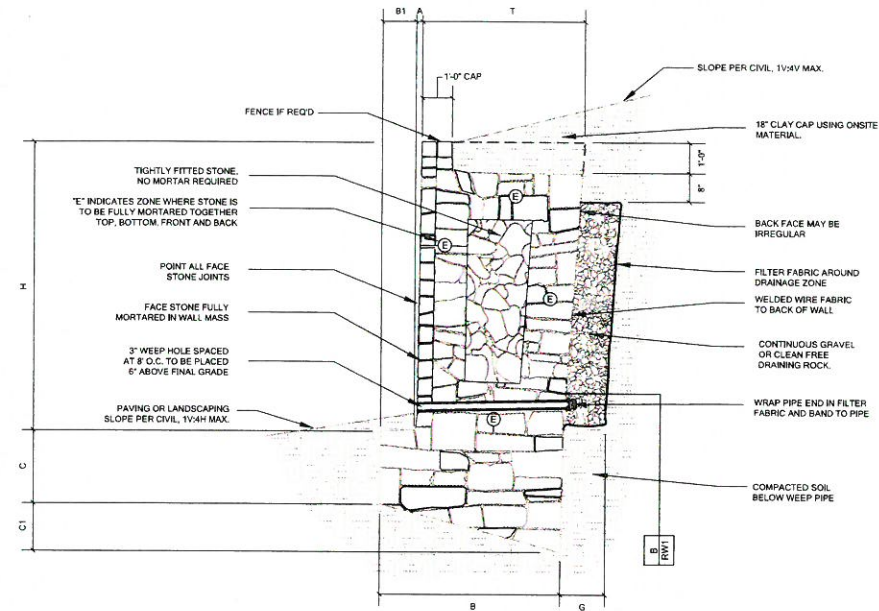 B1 A T
1'-0" CAP
SLOPE PER CIVIL, 1V:4V MAX.
FENCE IF REQ'D
18" CLAY CAP USING ONSITE
MATERIAL.
1'-0"
8"
TIGHTLY FITTED STONE.
NO MORTAR REQUIRED
"E" INDICATES ZONE WHERE STONE IS
TO BE FULLY MORTARED TOGETHER
TOP, BOTTOM, FRONT AND BACK
E
E
E
E
BACK FACE MAY BE
IRREGULAR
POINT ALL FACE
STONE JOINTS
FILTER FABRIC AROUND
DRAINAGE ZONE
H
FACE STONE FULLY
MORTARED IN WALL MASS
WELDED WIRE FABRIC
TO BACK OF WALL
3" WEEP HOLE SPACED
AT 8' O.C. TO BE PLACED
6" ABOVE FINAL GRADE
CONTINUOUS GRAVEL
OR CLEAN FREE
DRAINING ROCK.
PAVING OR LANDSCAPING
SLOPE PER CIVIL, 1V:4H MAX.
WRAP PIPE END IN FILTER
FABRIC AND BAND TO PIPE
C
COMPACTED SOIL
BELOW WEEP PIPE
C1
B
RW1
B G